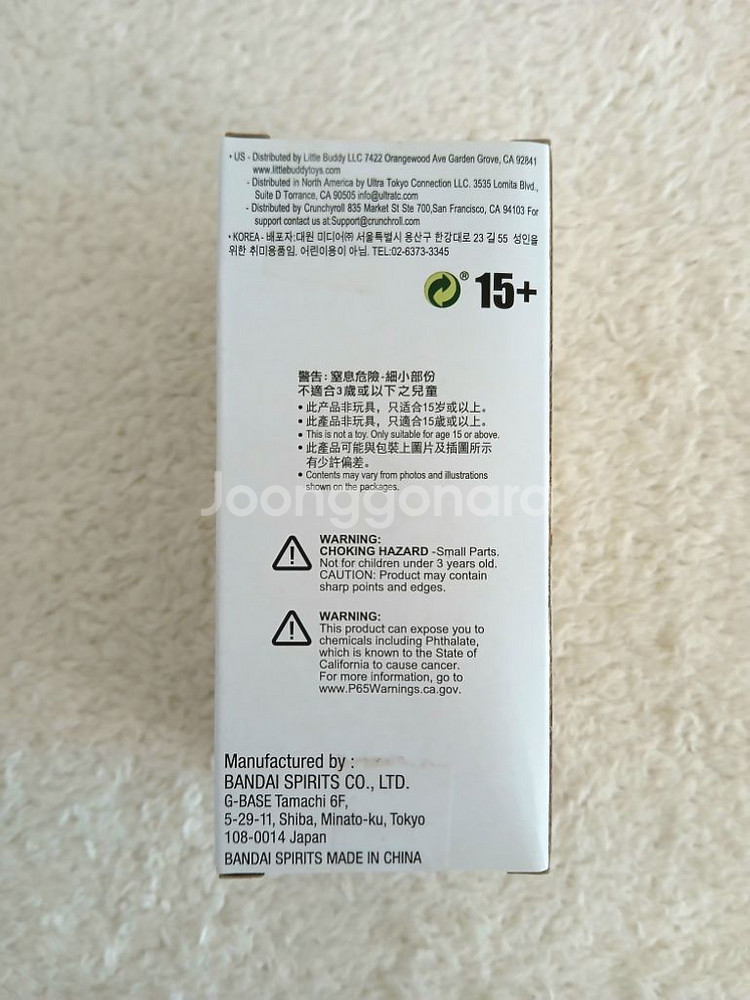 • US - Distributed by Little Buddy LLC 7422 Orangewood Ave Garden Grove, CA 92841
www.littlebuddytoys.com
- Distributed in North America by Ultra Tokyo Connection LLC. 3535 Lomita Blvd.,
Suite D Torrance, CA 90505 info@ultratc.com
- Distributed by Crunchyroll 835 Market St Ste 700,San Francisco, CA 94103 For
support contact us at:Support@crunchroll.com
• KOREA - 배포자:대원 미디어㈜ 서울특별시 용산구 한강대로 23 길 55 성인을
위한 취미용품임. 어린이용이 아님. TEL:02-6373-3345
® 15+
警告 : 窒息危險-細小部份
不適合3歲或以下之兒童
• 此产品非玩具，只适合15岁或以上。
• 此產品非玩具，只適合15歲或以上。
• This is not a toy. Only suitable for age 15 or above.
• 此產品可能與包裝上圖片及插圖所示
有少許偏差。
• Contents may vary from photos and illustrations
shown on the packages.
Joonggonara
WARNING:
CHOKING HAZARD -Small Parts.
Not for children under 3 years old.
CAUTION: Product may contain
sharp points and edges.
WARNING:
This product can expose you to
chemicals including Phthalate,
which is known to the State of
California to cause cancer.
For more information, go to
www.P65Warnings.ca.gov.
Manufactured by :
BANDAI SPIRITS CO., LTD.
G-BASE Tamachi 6F,
5-29-11, Shiba, Minato-ku, Tokyo
108-0014 Japan
BANDAI SPIRITS MADE IN CHINA